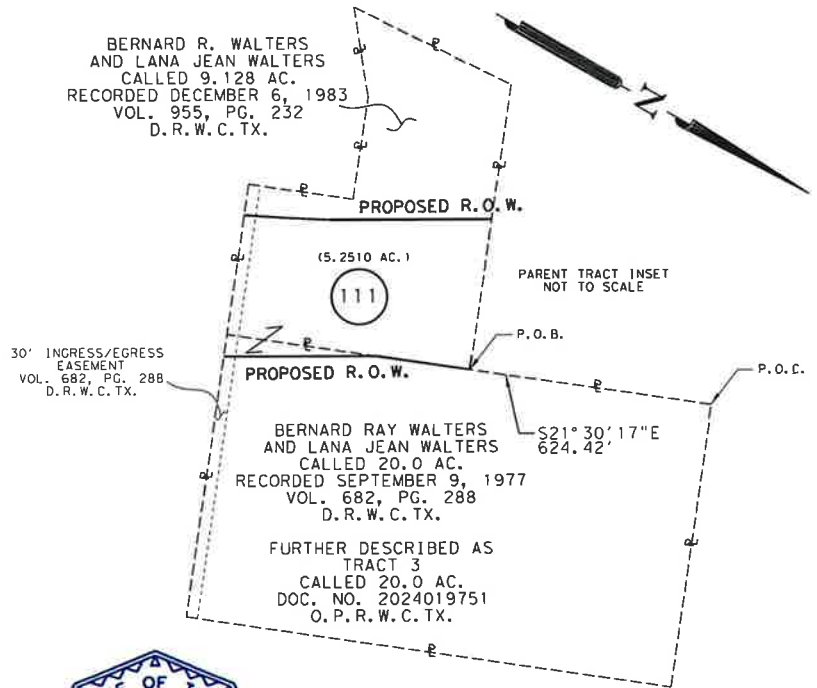 BERNARD R. WALTERS
AND LANA JEAN WALTERS
CALLED 9.128 AC.
RECORDED DECEMBER 6, 1983
VOL. 955, PG. 232
D.R.W.C.TX.
N
PROPOSED R.O.W.
(5.2510 AC.)
111
PARENT TRACT INSET
NOT TO SCALE
P.O.B.
P.O.C.
30' INGRESS/EGRESS
EASEMENT
VOL. 682, PG. 288
D.R.W.C.TX.
PROPOSED R.O.W.
S21°30'17"E
624.42'
BERNARD RAY WALTERS
AND LANA JEAN WALTERS
CALLED 20.0 AC.
RECORDED SEPTEMBER 9, 1977
VOL. 682, PG. 288
D.R.W.C.TX.
FURTHER DESCRIBED AS
TRACT 3
CALLED 20.0 AC.
DOC. NO. 2024019751
O.P.R.W.C.TX.
OF